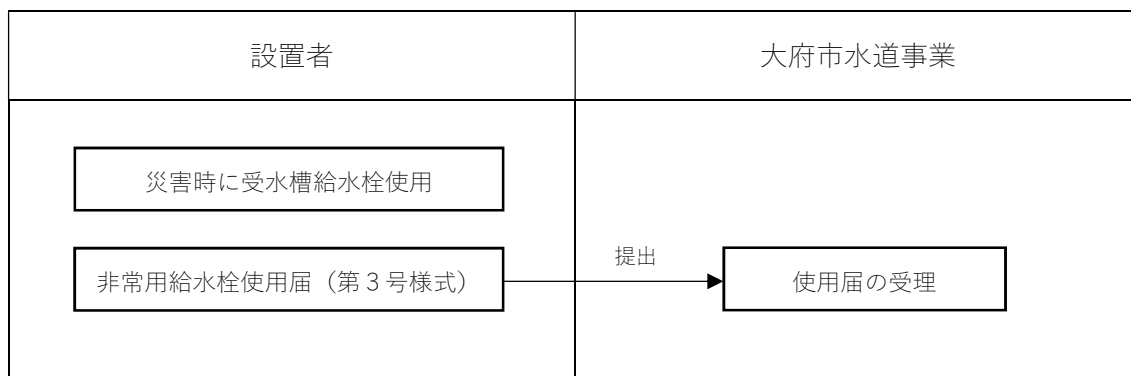 設置者
大府市水道事業
災害時に受水槽給水栓使用
非常用給水栓使用届（第３号様式）
提出
使用届の受理